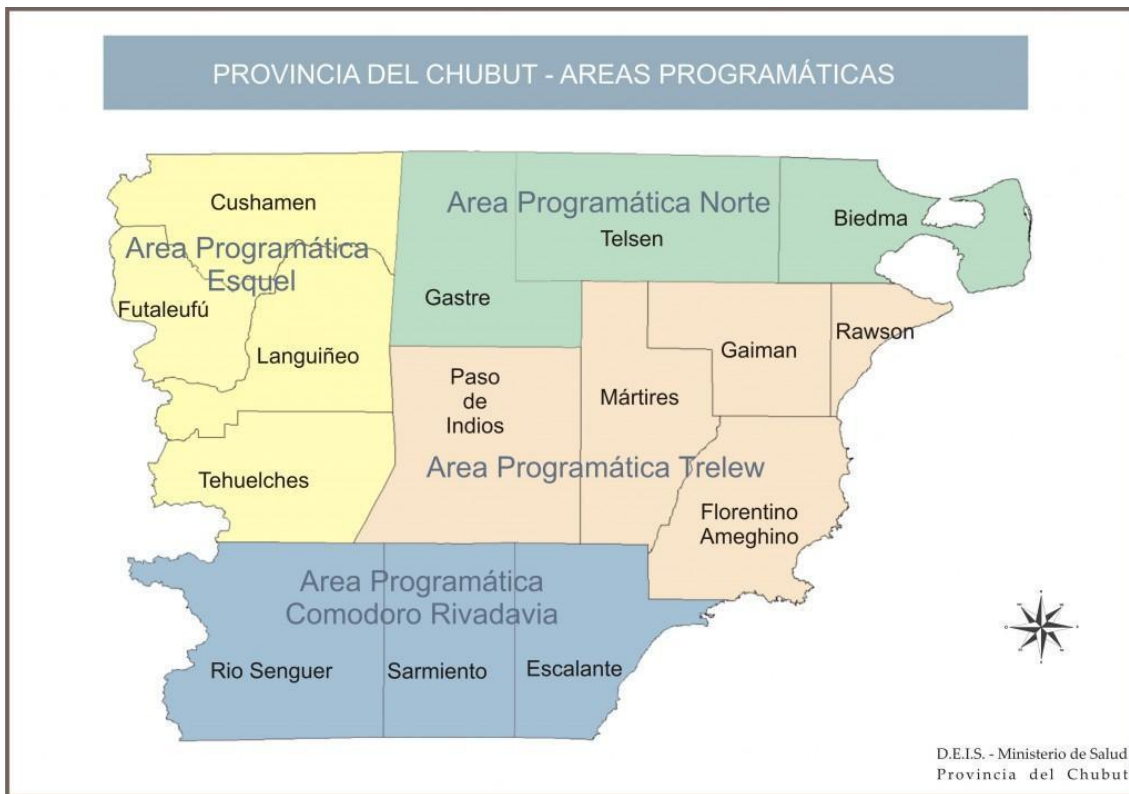 PROVINCIA DEL CHUBUT - AREAS PROGRAMÁTICAS
Cushamen
Area Programática
Esquel
Futaleufú
Languiñeo
Tehuelches
Area Programática Norte
Telsen
Biedma
Gastre
Rawson
Gaiman
Paso
de
Indios
Mártires
Area Programática Trelew
Florentino
Ameghino
Area Programática
Comodoro Rivadavia
Rio Senguer
Sarmiento
Escalante
D.E.I.S. - Ministerio de Salud
Provincia del Chubut